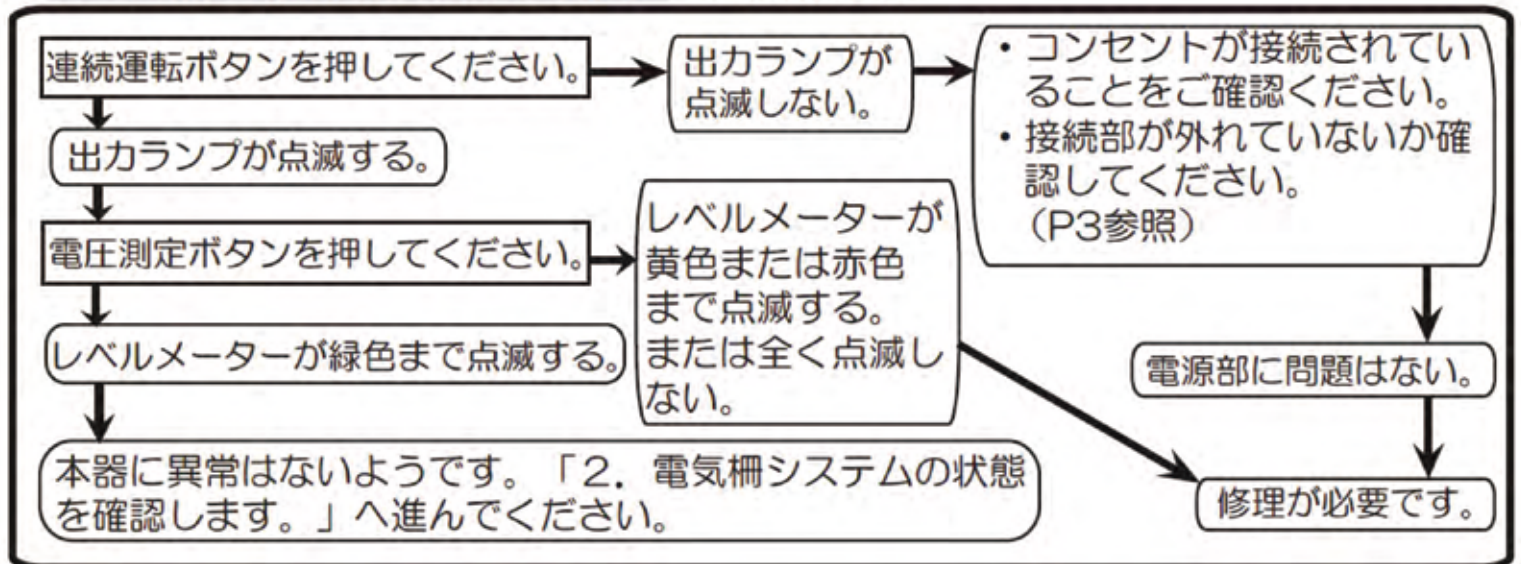 連続運転ボタンを押してください。
出力ランプが
点滅しない。
・コンセントが接続されてい
ることをご確認ください。
・接続部が外れていないか確
認してください。
（P3参照）
出力ランプが点滅する。
電圧測定ボタンを押してください。
レベルメーターが
黄色または赤色
まで点滅する。
または全く点滅し
ない。
レベルメーターが緑色まで点滅する。
電源部に問題はない。
本器に異常はないようです。「2．電気柵システムの状態
を確認します。」へ進んでください。
修理が必要です。